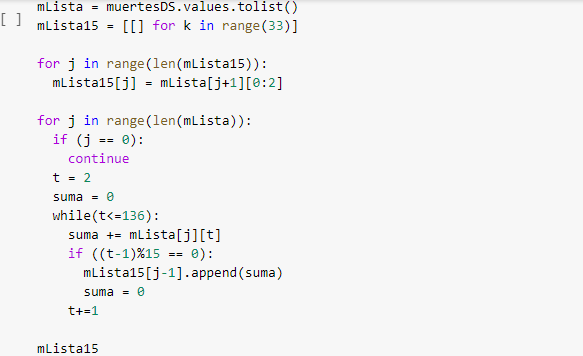 mLista = muertesDS.values.tolist()
[ ] mLista15 = [[] for k in range(33)]
for j in range(len(mLista15)):
  mLista15[j] = mLista[j+1][0:2]
for j in range(len(mLista)):
  if (j == 0):
    continue
  t = 2
  suma = 0
  while(t<=136):
    suma += mLista[j][t]
    if ((t-1)%15 == 0):
      mLista15[j-1].append(suma)
      suma = 0
    t+=1
mLista15